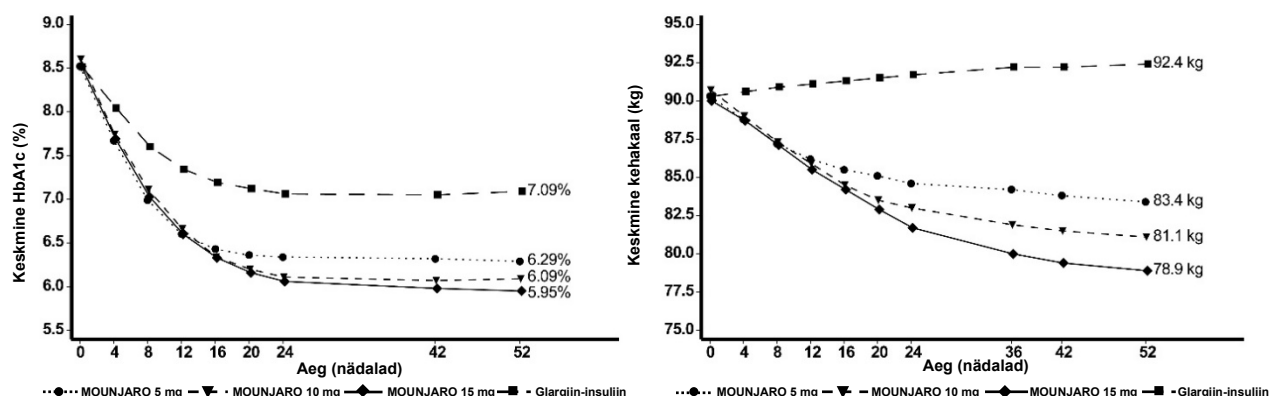 9.0
8.5
8.0
7.5
7.0
6.5
6.0
5.5
Keskmine HbA1c (%)
7.09%
6.29%
6.09%
5.95%
0 4 8 12 16 20 24 42 52
Aeg (nädalad)
MOUNJARO 5 mg MOUNJARO 10 mg MOUNJARO 15 mg Glargiin-insuliin
95.0
92.5
90.0
87.5
85.0
82.5
80.0
77.5
75.0
Keskmine kehakaal (kg)
92.4 kg
83.4 kg
81.1 kg
78.9 kg
0 4 8 12 16 20 24 36 42 52
Aeg (nädalad)
MOUNJARO 5 mg MOUNJARO 10 mg MOUNJARO 15 mg Glargiin-insuliin